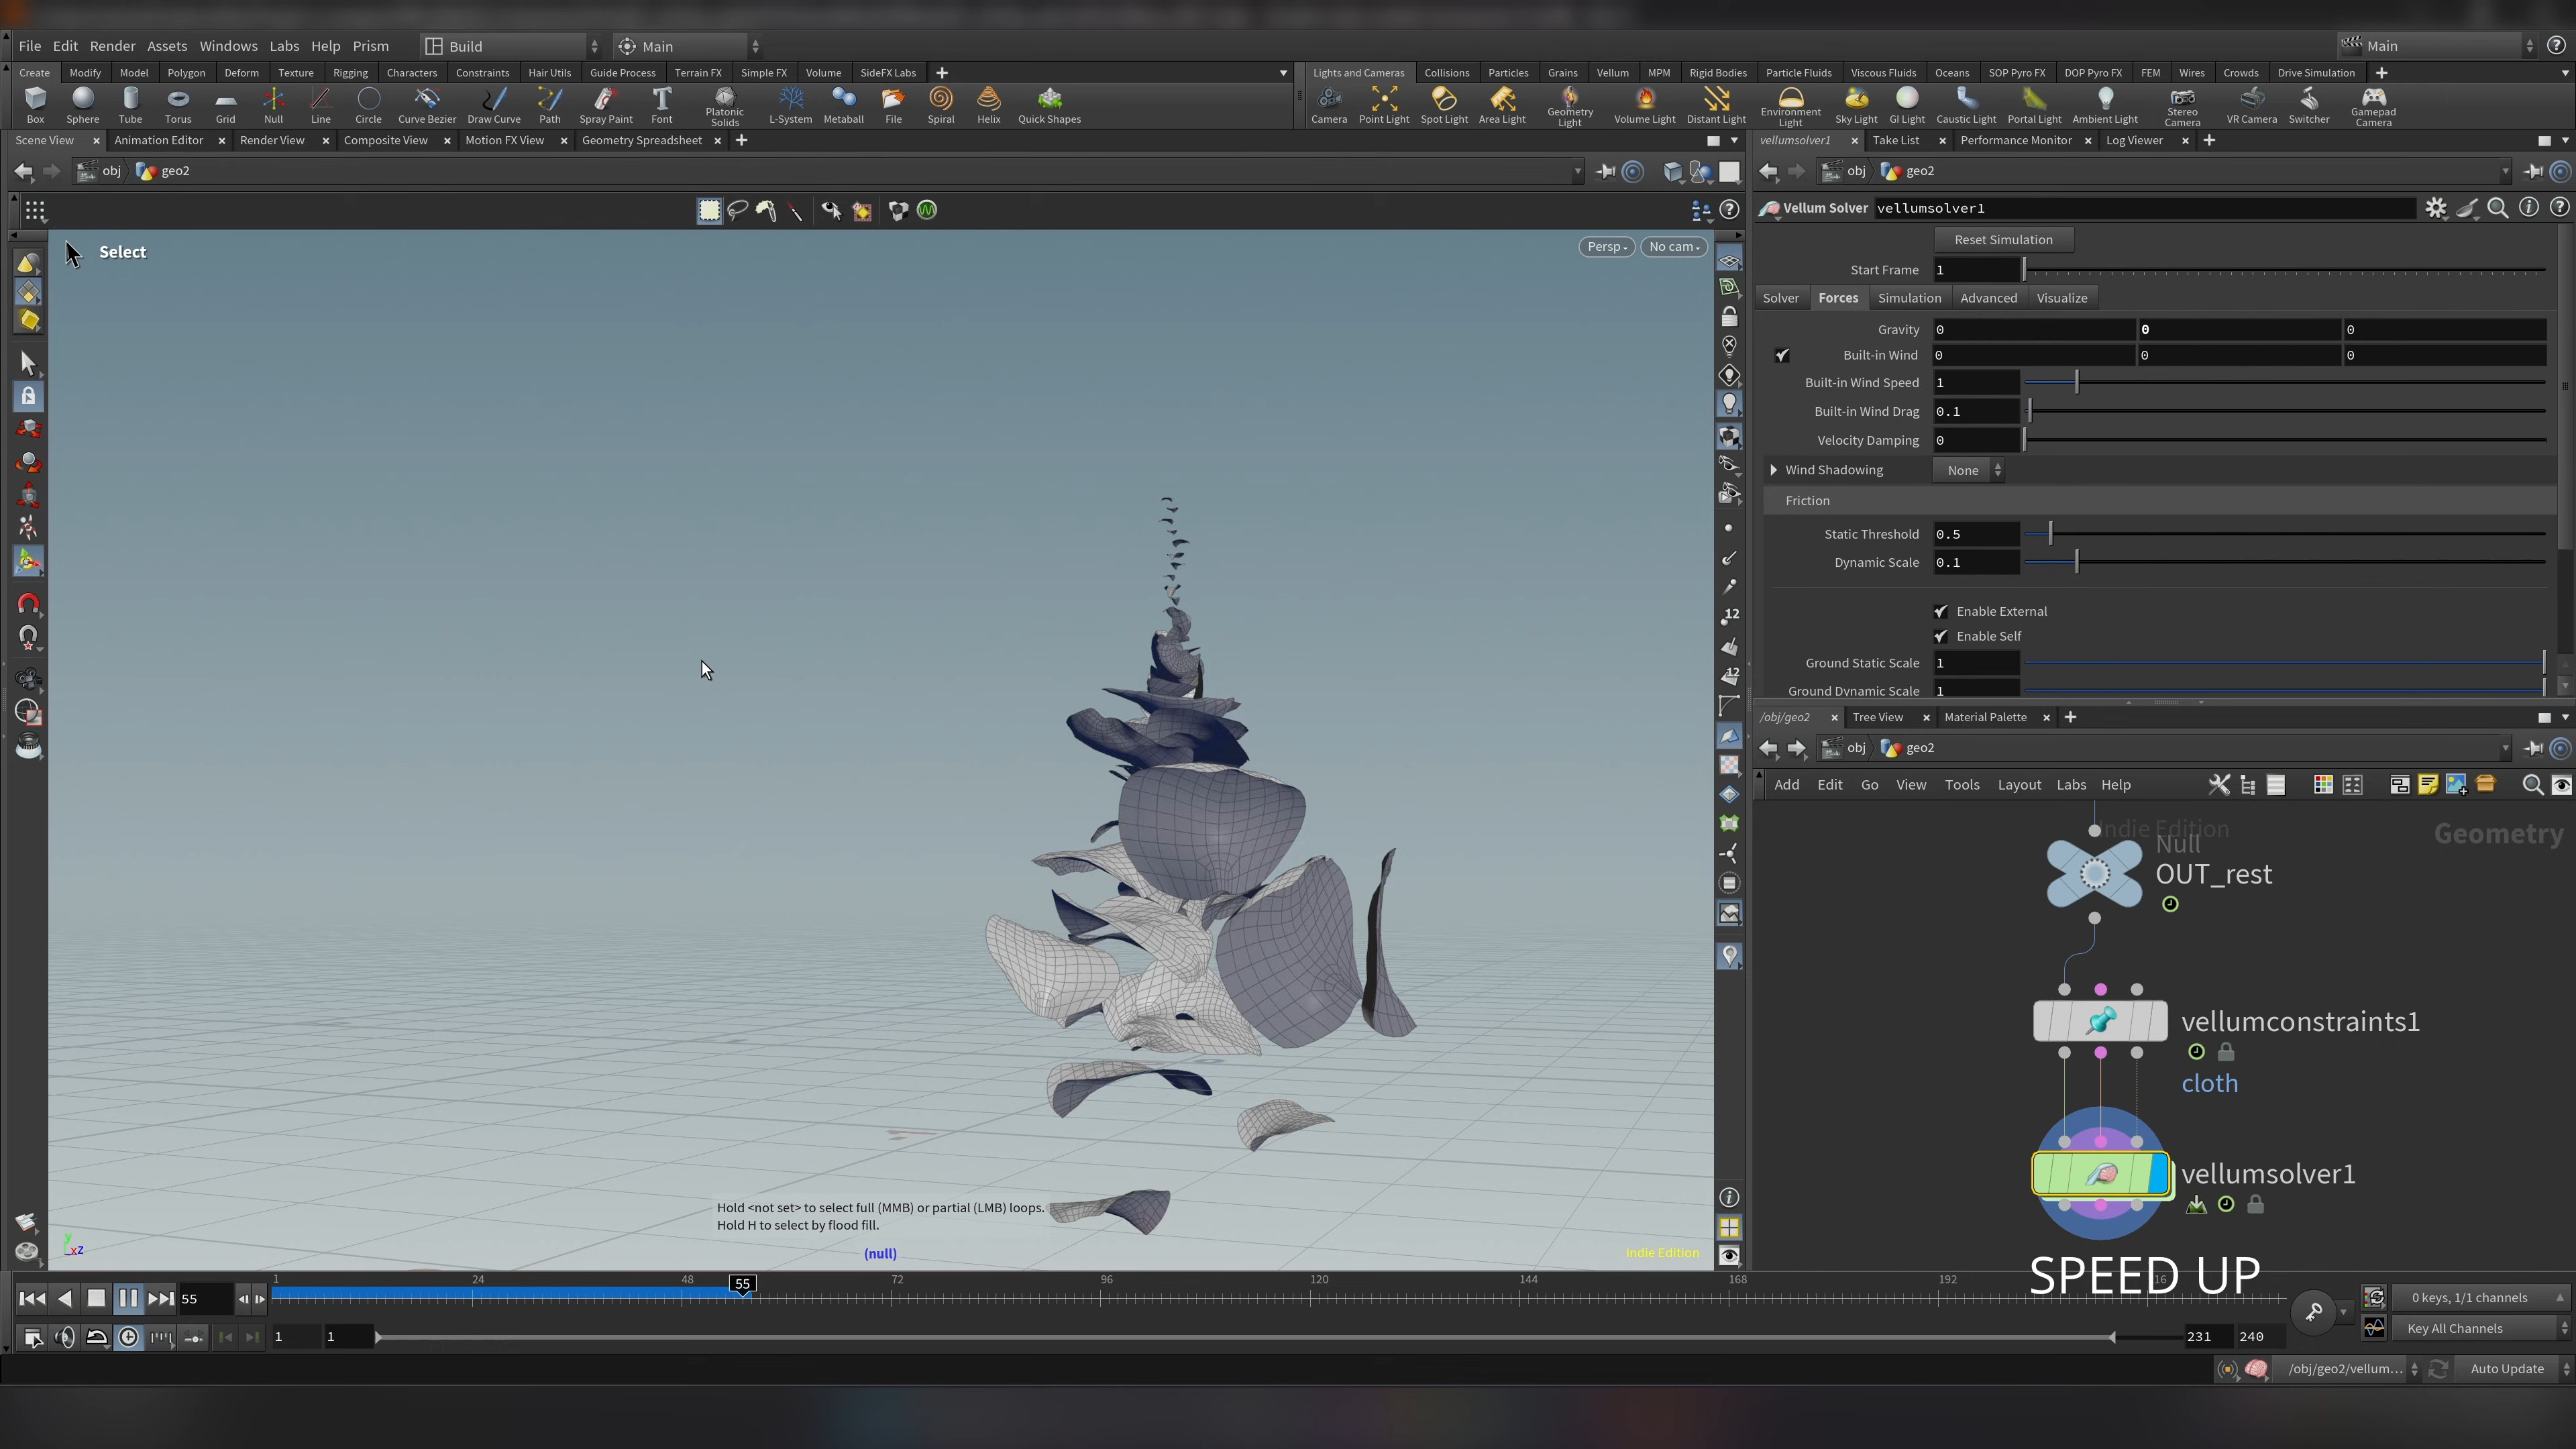 File Edit Render Assets Windows Labs Help Prism Build Main Main
Create Modify Model Polygon Deform Texture Rigging Characters Constraints Hair Utils Guide Process Terrain FX Simple FX Volume SideFX Labs
Lights and Cameras Collisions Particles Grains Vellum MPM Rigid Bodies Particle Fluids Viscous Fluids Oceans SOP Pyro FX DOP Pyro FX FEM Wires Crowds Drive Simulation
Box Sphere Tube Torus Grid Null Line Circle Curve Bezier Draw Curve Path Spray Paint Font Platonic Solids L-System Metaball File Spiral Helix Quick Shapes
Camera Point Light Spot Light Area Light Geometry Light Volume Light Distant Light Environment Light Sky Light GI Light Caustic Light Portal Light Ambient Light Stereo Camera VR Camera Switcher Gamepad Camera
Scene View Animation Editor Render View Composite View Motion FX View Geometry Spreadsheet
vellumsolver1 Take List Performance Monitor Log Viewer
obj geo2
obj geo2
Vellum Solver vellumsolver1
Select
Persp No cam
Reset Simulation
Start Frame 1
Solver Forces Simulation Advanced Visualize
Gravity 0 0 0
Built-in Wind 0 0 0
Built-in Wind Speed 1
Built-in Wind Drag 0.1
Velocity Damping 0
Wind Shadowing None
Friction
Static Threshold 0.5
Dynamic Scale 0.1
Enable External
Enable Self
Ground Static Scale 1
Ground Dynamic Scale 1
12
12
/obj/geo2 Tree View Material Palette
obj geo2
Add Edit Go View Tools Layout Labs Help
Indie Edition
Geometry
Null
OUT_rest
vellumconstraints1
cloth
vellumsolver1
Hold <not set> to select full (MMB) or partial (LMB) loops.
Hold H to select by flood fill.
(null)
Indie Edition
y
x z
SPEED UP
1 24 48 55 72 96 120 144 168 192 16
55
0 keys, 1/1 channels
1 1 231 240
Key All Channels
/obj/geo2/vellum... Auto Update